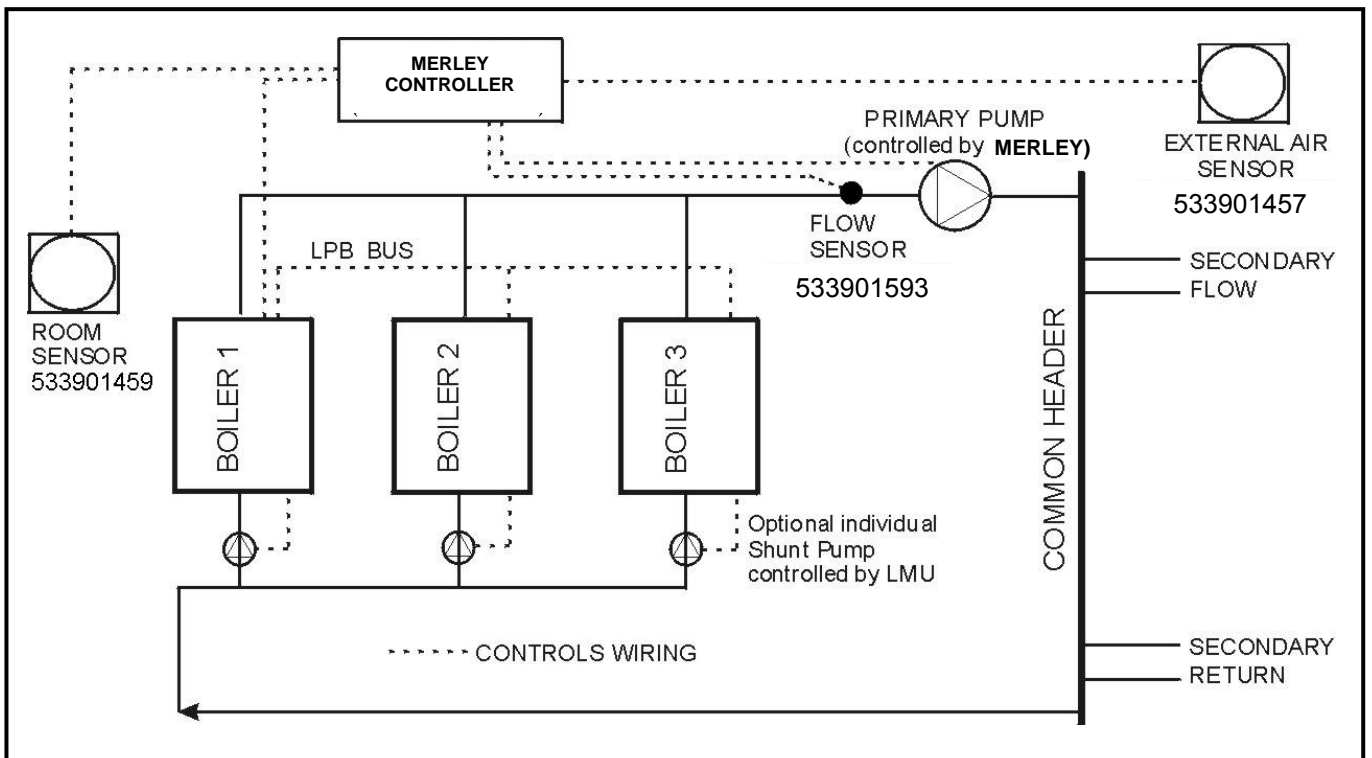 MERLEY
CONTROLLER
PRIMARY PUMP
(controlled by MERLEY)
EXTERNAL AIR
SENSOR
533901457
FLOW
SENSOR
533901593
LPB BUS
SECONDARY
FLOW
ROOM
SENSOR
533901459
BOILER 1
BOILER 2
BOILER 3
COMMON HEADER
Optional individual
Shunt Pump
controlled by LMU
CONTROLS WIRING
SECONDARY
RETURN